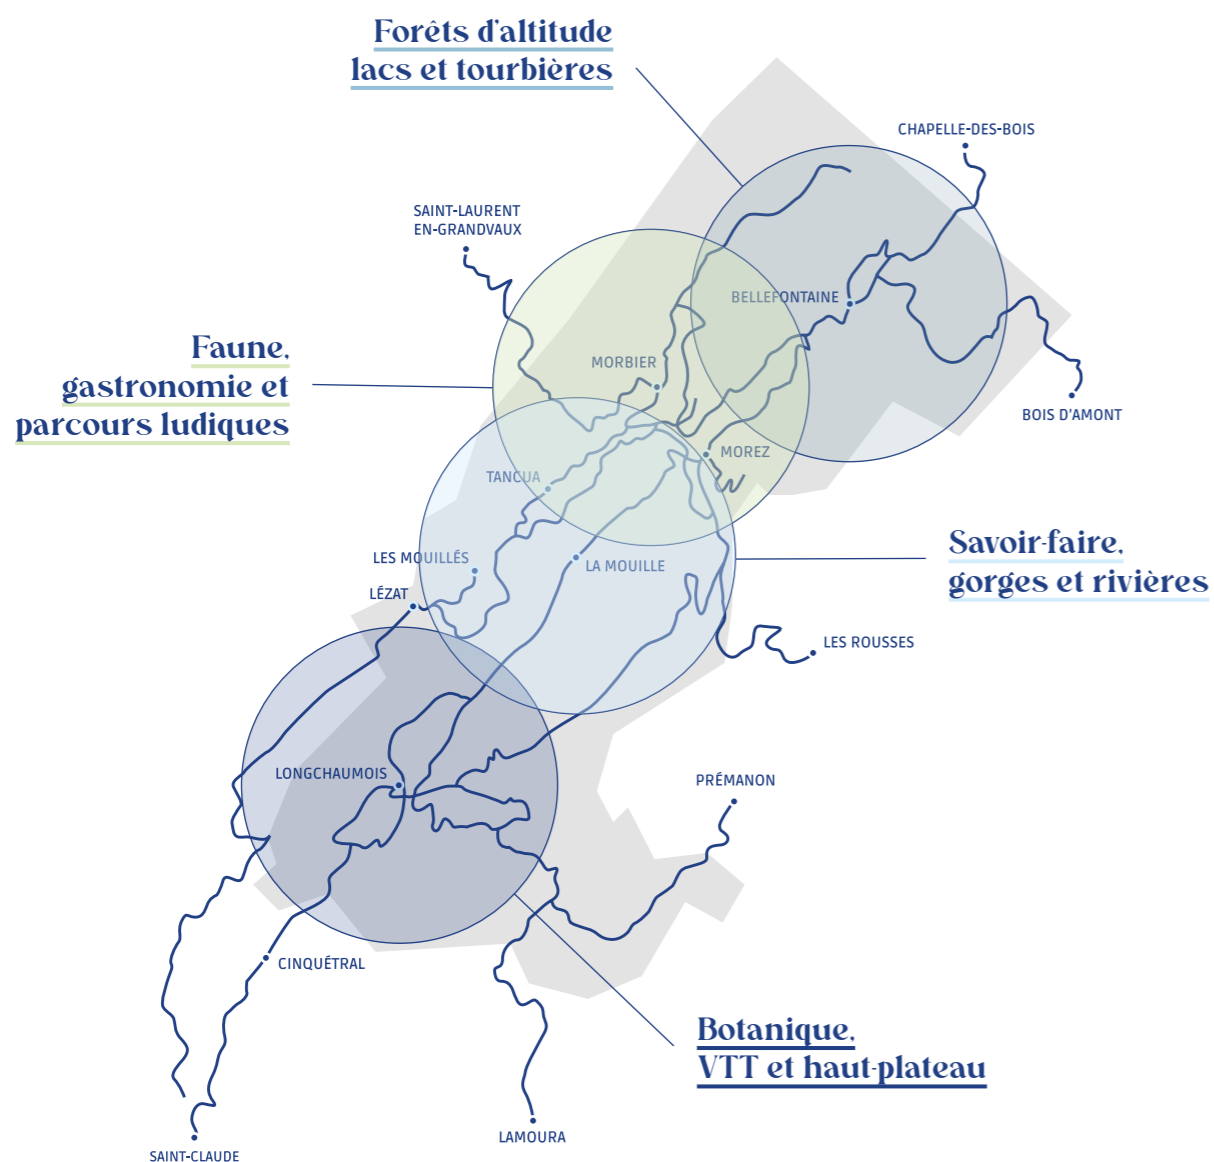 Forêts d'altitude
lacs et tourbières
CHAPELLE-DES-BOIS
SAINT-LAURENT
EN-GRANDVAUX
BELLEFONTAINE
Faune,
gastronomie et
parcours ludiques
MORBIER
BOIS D'AMONT
MOREZ
TANCUA
Savoir-faire,
gorges et rivières
LES MOUILLÉS
LA MOUILLE
LÉZAT
LES ROUSSES
LONGCHAUMOIS
PRÉMANON
CINQUÉTRAL
Botanique,
VTT et haut-plateau
LAMOURA
SAINT-CLAUDE